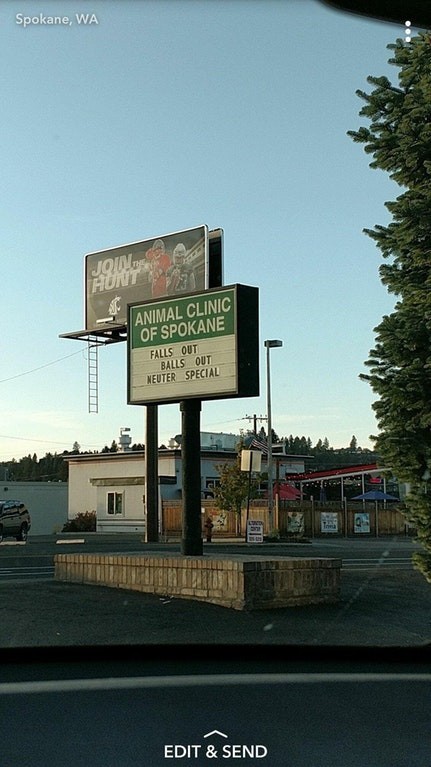 Spokane, WA
JOIN THE
HUNT
ANIMAL CLINIC
OF SPOKANE
FALLS OUT
BALLS OUT
NEUTER SPECIAL
EDIT & SEND